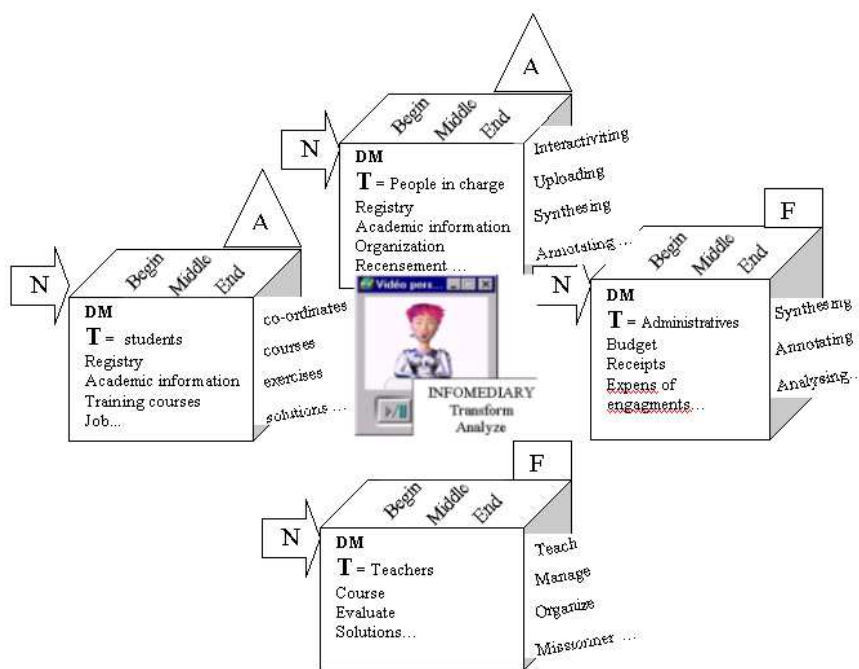 A
N
Begin
Middle
End
DM
T = People in charge
Registry
Academic information
Organization
Recensement ...
Interactiviting
Uploading
Synthesing
Annotating ...
A
N
Begin
Middle
End
DM
T = students
Registry
Academic information
Training courses
Job...
co-ordinates
courses
exercises
solutions ...
Vidéo pers...
INFOMEDIARY
Transform
Analyze
F
N
Begin
Middle
End
DM
T = Administratives
Budget
Receipts
Expens of
engagments...
Synthesing
Annotating
Analysing...
F
N
Begin
Middle
End
DM
T = Teachers
Course
Evaluate
Solutions...
Teach
Manage
Organize
Misstonner ...